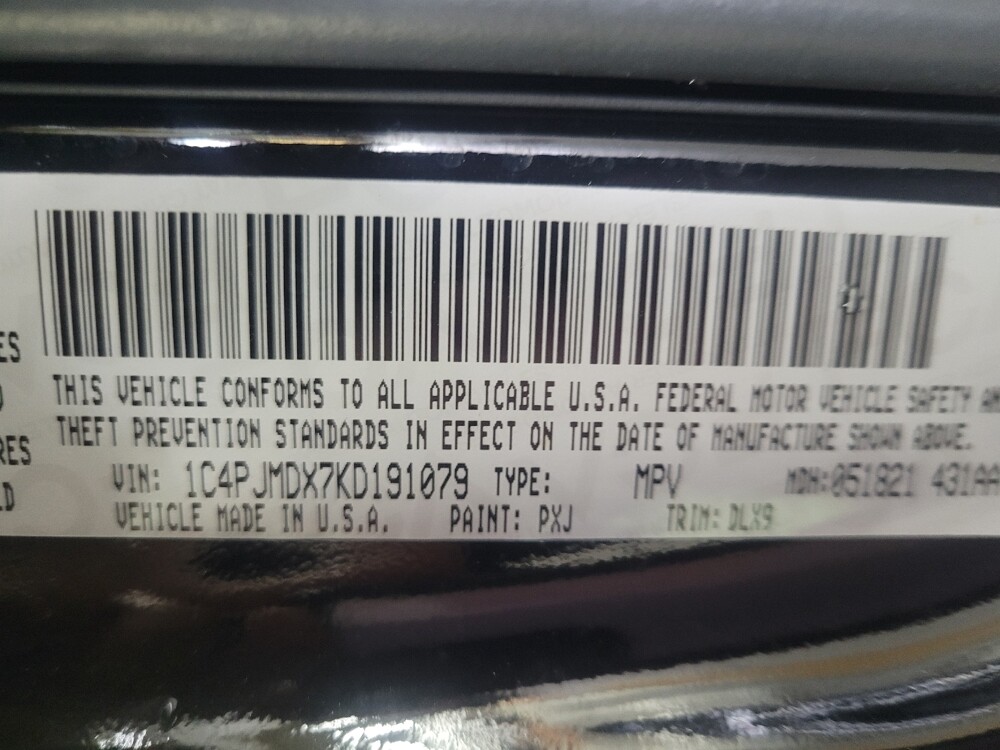 ES
THIS VEHICLE CONFORMS TO ALL APPLICABLE U.S.A. FEDERAL MOTOR VEHICLE SAFETY AN
THEFT PREVENTION STANDARDS IN EFFECT ON THE DATE OF MANUFACTURE SHOWN ABOVE.
RES
VIN: 1C4PJMDX7KD191079 TYPE: MPV MDH:051821 431AA
LD
VEHICLE MADE IN U.S.A. PAINT: PXJ TRIM: DLX9